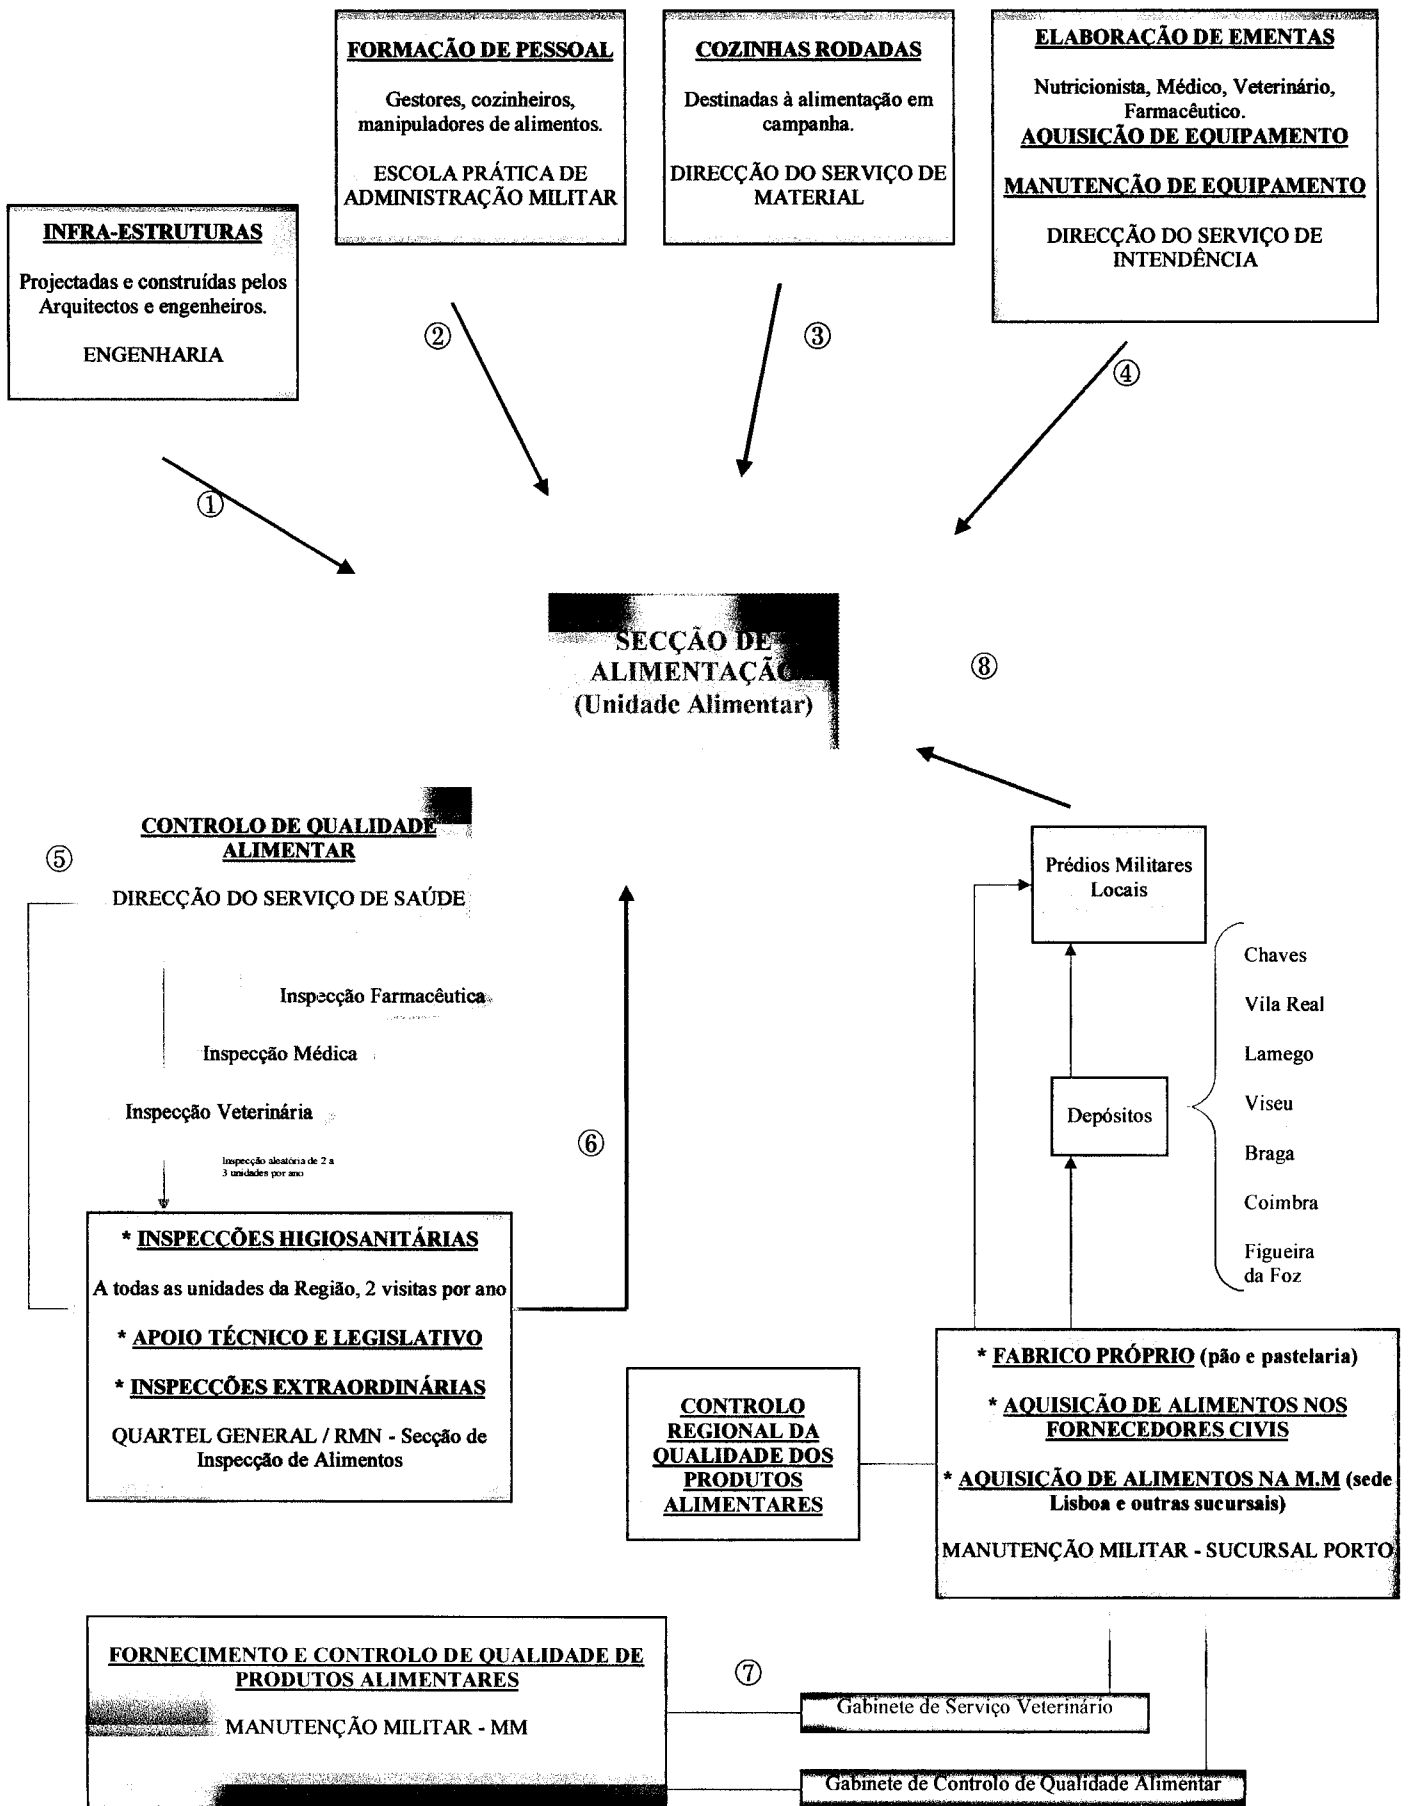 FORMAÇÃO DE PESSOAL
Gestores, cozinheiros,
manipuladores de alimentos.
ESCOLA PRÁTICA DE
ADMINISTRAÇÃO MILITAR
COZINHAS RODADAS
Destinadas à alimentação em
campanha.
DIRECÇÃO DO SERVIÇO DE
MATERIAL
ELABORAÇÃO DE EMENTAS
Nutricionista, Médico, Veterinário,
Farmacêutico.
AQUISIÇÃO DE EQUIPAMENTO
MANUTENÇÃO DE EQUIPAMENTO
DIRECÇÃO DO SERVIÇO DE
INTENDÊNCIA
INFRA-ESTRUTURAS
Projectadas e construídas pelos
Arquitectos e engenheiros.
ENGENHARIA
②
③
④
①
SECÇÃO DE
ALIMENTAÇÃO
(Unidade Alimentar)
⑧
CONTROLO DE QUALIDADE
ALIMENTAR
⑤
DIRECÇÃO DO SERVIÇO DE SAÚDE
Inspecção Farmacêutica
Inspecção Médica
Inspecção Veterinária
Inspecção aleatória de 2 a
3 unidades por ano
⑥
* INSPECÇÕES HIGIOSANITÁRIAS
A todas as unidades da Região, 2 visitas por ano
* APOIO TÉCNICO E LEGISLATIVO
* INSPECÇÕES EXTRAORDINÁRIAS
QUARTEL GENERAL / RMN - Secção de
Inspecção de Alimentos
Prédios Militares
Locais
Depósitos
Chaves
Vila Real
Lamego
Viseu
Braga
Coimbra
Figueira
da Foz
CONTROLO
REGIONAL DA
QUALIDADE DOS
PRODUTOS
ALIMENTARES
* FABRICO PRÓPRIO (pão e pastelaria)
* AQUISIÇÃO DE ALIMENTOS NOS
FORNECEDORES CIVIS
* AQUISIÇÃO DE ALIMENTOS NA M.M (sede
Lisboa e outras sucursais)
MANUTENÇÃO MILITAR - SUCURSAL PORTO
FORNECIMENTO E CONTROLO DE QUALIDADE DE
PRODUTOS ALIMENTARES
MANUTENÇÃO MILITAR - MM
⑦
Gabinete de Serviço Veterinário
Gabinete de Controlo de Qualidade Alimentar